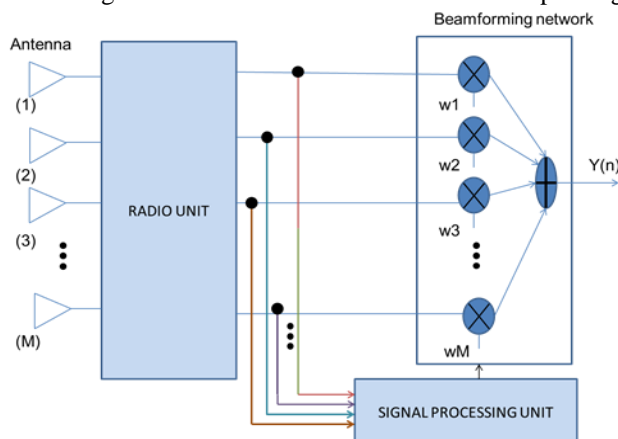 Beamforming network
Antenna
(1)
(2)
(3)
(M)
RADIO UNIT
w1
w2
w3
wM
Y(n)
SIGNAL PROCESSING UNIT